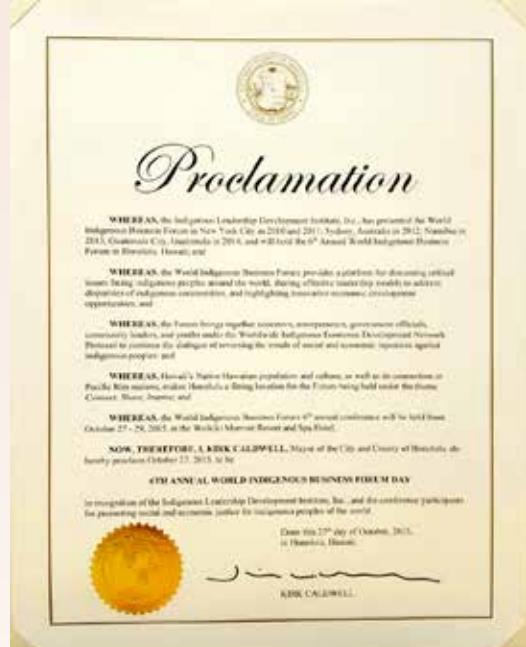 Proclamation
WHEREAS, the Indigenous Leadership Development Institute, Inc., has presented the World
Indigenous Business Forum in New York City in 2010 and 2011; Sydney, Australia in 2012; Namibia in
2013; Guatemala City, Guatemala in 2014; and will hold the 6th Annual World Indigenous Business
Forum in Honolulu, Hawaii; and
WHEREAS, the World Indigenous Business Forum provides a platform for discussing critical
issues facing indigenous peoples around the world, sharing effective leadership models to address
disparities of indigenous communities, and highlighting innovative economic development
opportunities; and
WHEREAS, the Forum brings together investors, entrepreneurs, government officials,
community leaders, and youths under the Worldwide Indigenous Economic Development Network
Protocol to continue the dialogue of reversing the trends of social and economic injustices against
indigenous peoples; and
WHEREAS, Hawaii's Native Hawaiian population and culture, as well as its connection to
Pacific Rim nations, makes Honolulu a fitting location for the Forum being held under the theme
Connect, Share, Inspire; and
WHEREAS, the World Indigenous Business Forum 6th annual conference will be held from
October 27 - 29, 2015, at the Waikiki Marriott Resort and Spa Hotel,
NOW, THEREFORE, I, KIRK CALDWELL, Mayor of the City and County of Honolulu, do
hereby proclaim October 27, 2015, to be
6TH ANNUAL WORLD INDIGENOUS BUSINESS FORUM DAY
in recognition of the Indigenous Leadership Development Institute, Inc., and the conference participants
for promoting social and economic justice for indigenous peoples of the world.
Done this 27th day of October, 2015,
in Honolulu, Hawaii.
KIRK CALDWELL